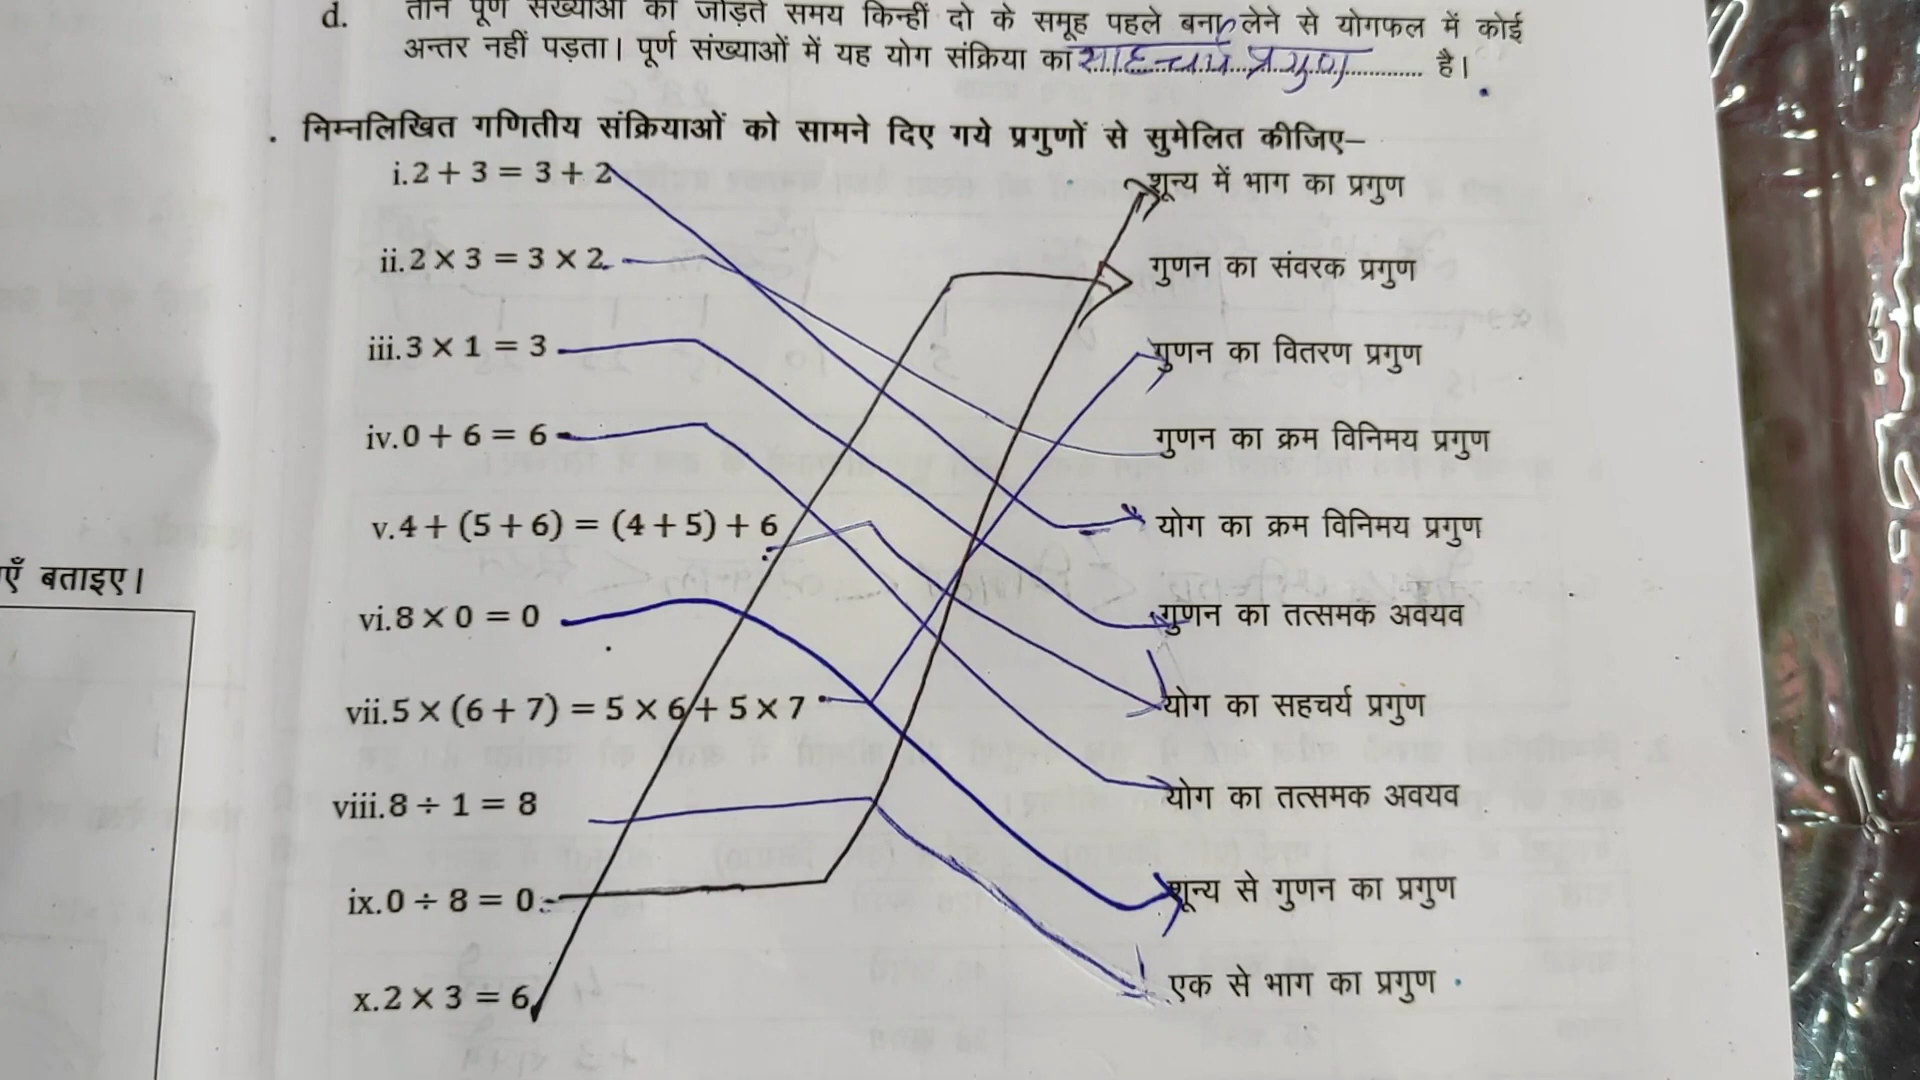 d. तीन पूर्ण संख्याओं को जोड़ते समय किन्हीं दो के समूह पहले बना लेने से योगफल में कोई
अन्तर नहीं पड़ता। पूर्ण संख्याओं में यह योग संक्रिया का साहचर्य प्रगुण है।
. निम्नलिखित गणितीय संक्रियाओं को सामने दिए गये प्रगुणों से सुमेलित कीजिए–
i. 2 + 3 = 3 + 2 शून्य में भाग का प्रगुण
ii. 2 × 3 = 3 × 2 गुणन का संवरक प्रगुण
iii. 3 × 1 = 3 गुणन का वितरण प्रगुण
iv. 0 + 6 = 6 गुणन का क्रम विनिमय प्रगुण
v. 4 + (5 + 6) = (4 + 5) + 6 योग का क्रम विनिमय प्रगुण
एँ बताइए।
vi. 8 × 0 = 0 गुणन का तत्समक अवयव
vii. 5 × (6 + 7) = 5 × 6 + 5 × 7 योग का सहचर्य प्रगुण
viii. 8 ÷ 1 = 8 योग का तत्समक अवयव
ix. 0 ÷ 8 = 0 शून्य से गुणन का प्रगुण
x. 2 × 3 = 6 एक से भाग का प्रगुण